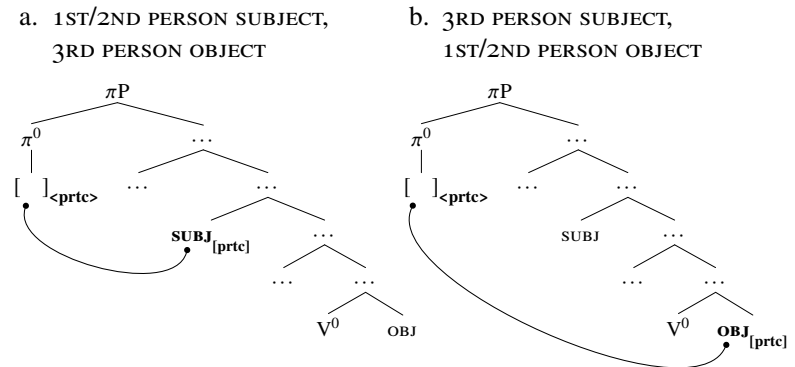 a. 1ST/2ND PERSON SUBJECT,
3RD PERSON OBJECT
πP
π⁰
...
[ ]<prtc>
...
...
SUBJ[prtc]
...
...
...
V⁰
OBJ
b. 3RD PERSON SUBJECT,
1ST/2ND PERSON OBJECT
πP
π⁰
...
[ ]<prtc>
...
...
SUBJ
...
...
...
V⁰
OBJ[prtc]